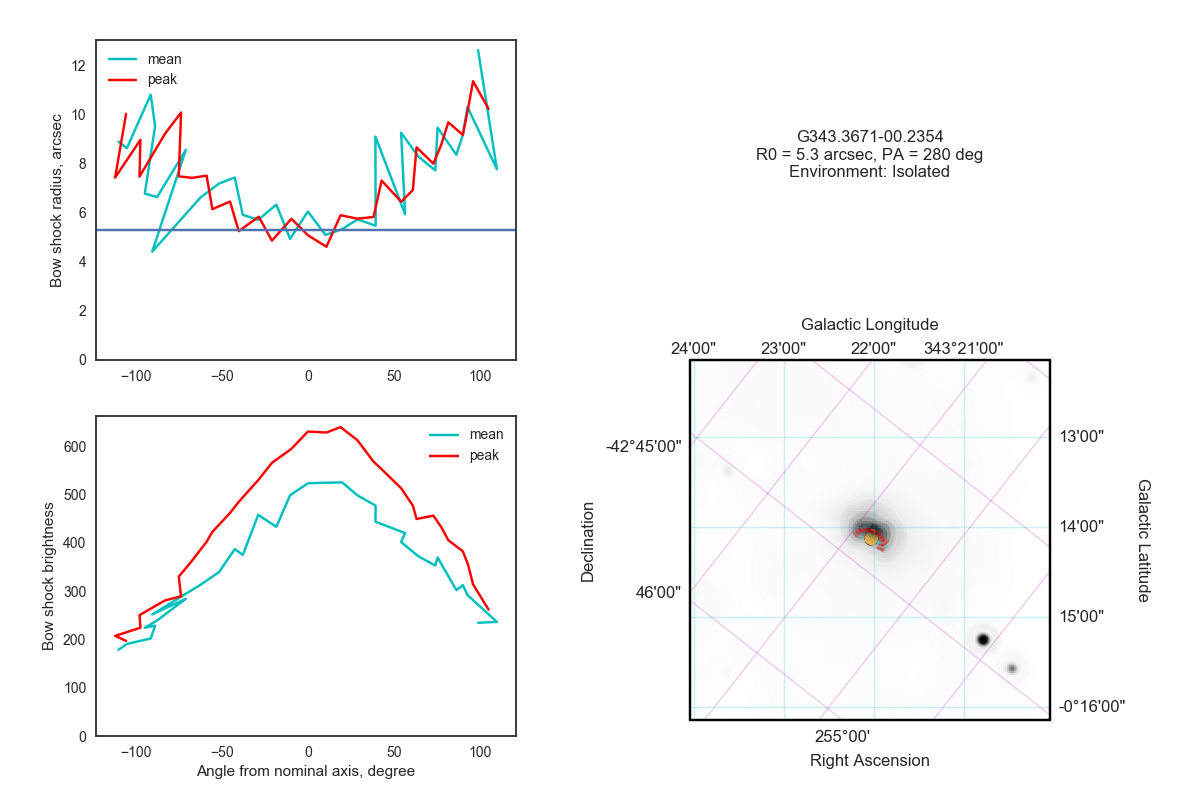 mean
peak
12
10
8
6
4
2
0
Bow shock radius, arcsec
−100
−50
0
50
100
G343.3671-00.2354
R0 = 5.3 arcsec, PA = 280 deg
Environment: Isolated
mean
peak
600
500
400
300
200
100
0
Bow shock brightness
−100
−50
0
50
100
Angle from nominal axis, degree
Galactic Longitude
24'00"
23'00"
22'00"
343°21'00"
-42°45'00"
46'00"
Declination
13'00"
14'00"
15'00"
-0°16'00"
Galactic Latitude
255°00'
Right Ascension